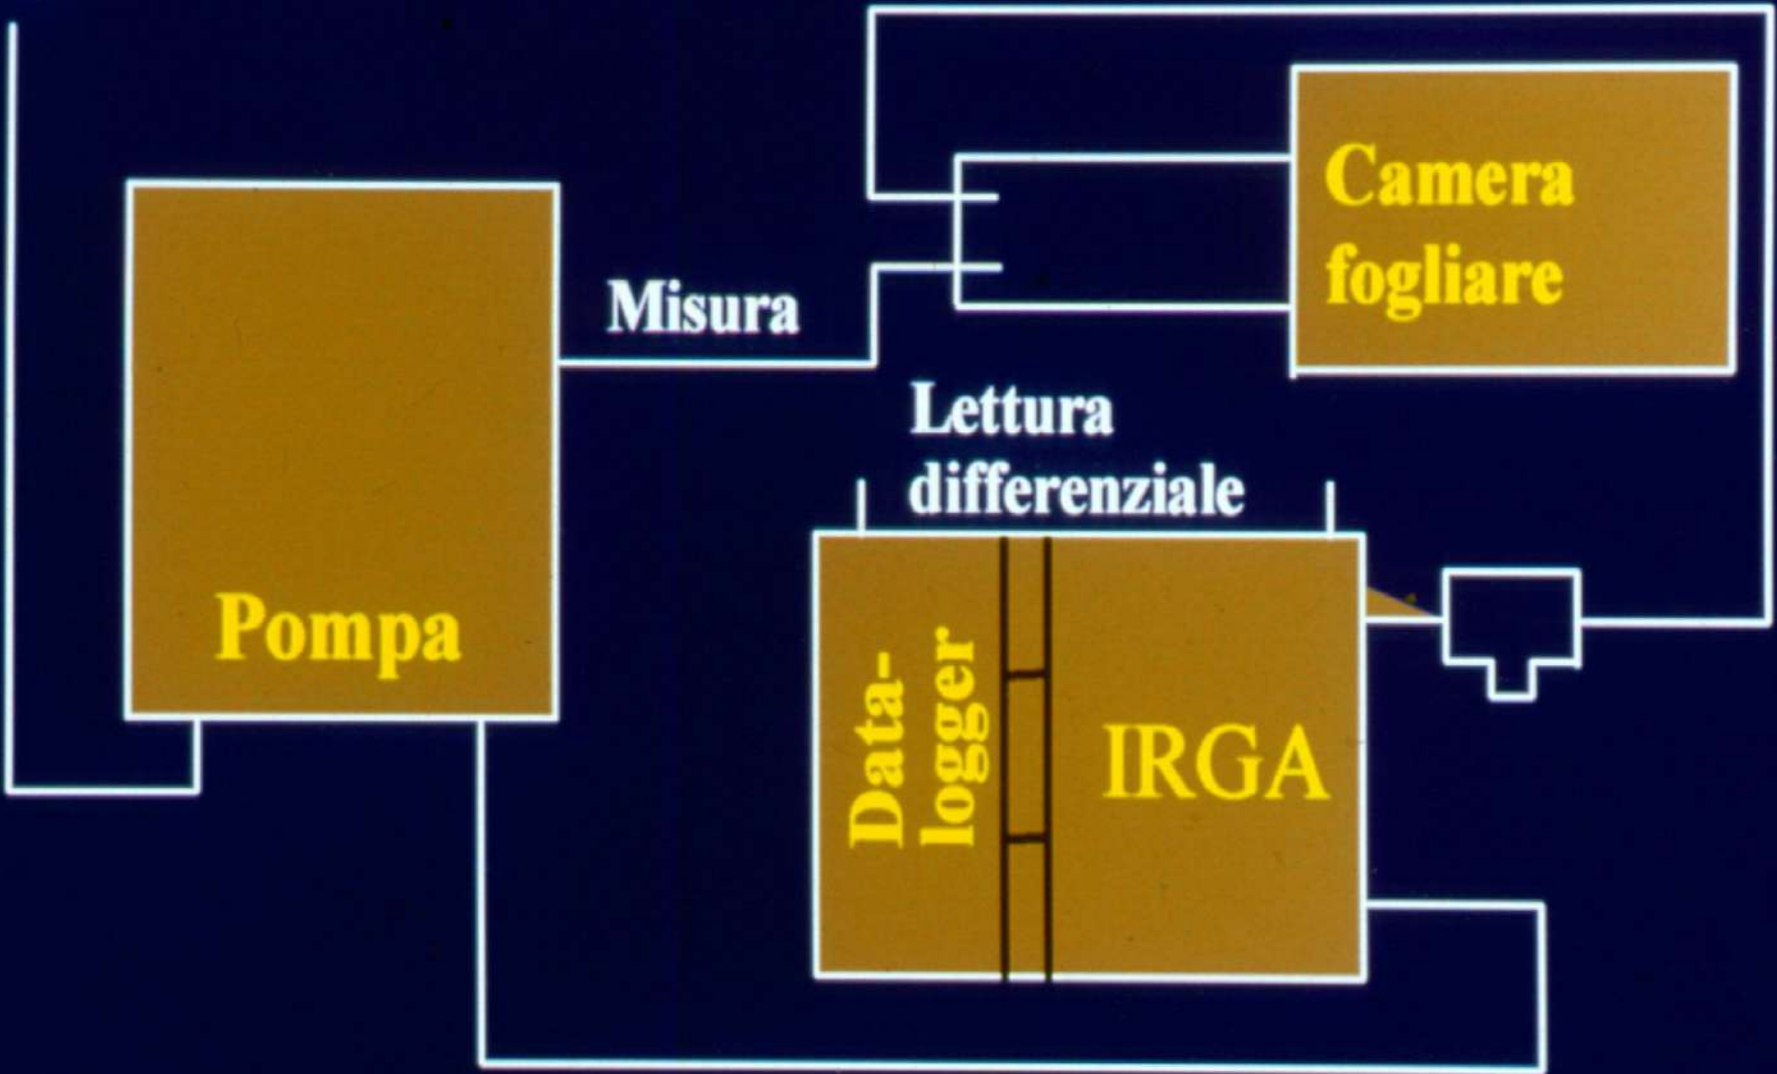 Camera
fogliare
Misura
Lettura
differenziale
Pompa
Data-
logger
IRGA